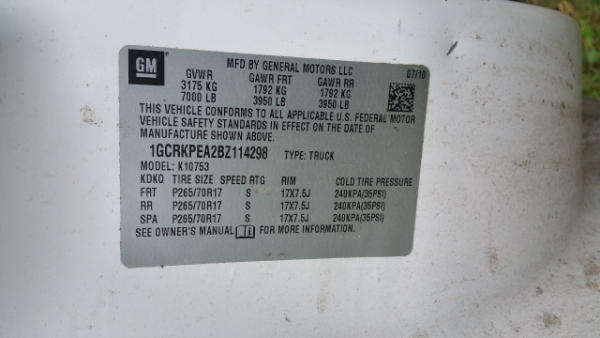 GM
MFD BY GENERAL MOTORS LLC 07/10
GVWR GAWR FRT GAWR RR
3175 KG 1792 KG 1792 KG
7000 LB 3950 LB 3950 LB
THIS VEHICLE CONFORMS TO ALL APPLICABLE U.S. FEDERAL MOTOR
VEHICLE SAFETY STANDARDS IN EFFECT ON THE DATE OF
MANUFACTURE SHOWN ABOVE.
1GCRKPEA2BZ114298 TYPE: TRUCK
MODEL: K10753
KDKQ TIRE SIZE SPEED RTG RIM COLD TIRE PRESSURE
FRT P265/70R17 S 17X7.5J 240KPA(35PSI)
RR P265/70R17 S 17X7.5J 240KPA(35PSI)
SPA P265/70R17 S 17X7.5J 240KPA(35PSI)
SEE OWNER'S MANUAL FOR MORE INFORMATION.